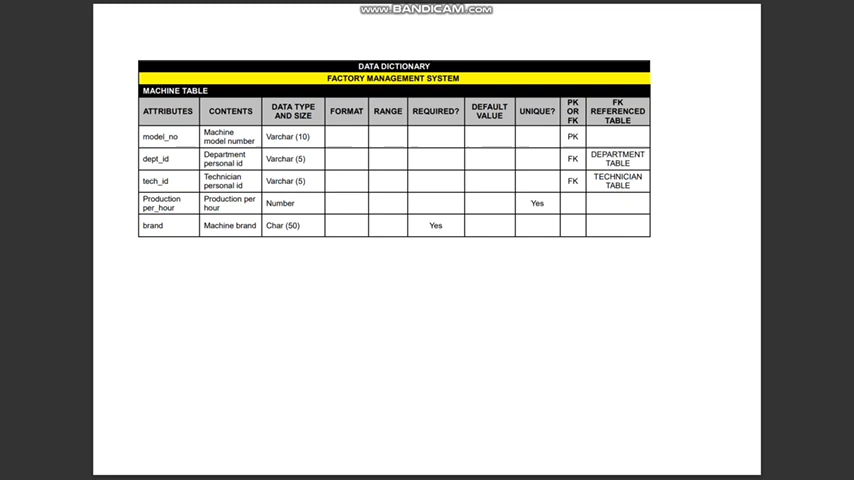 WWW.BANDICAM.COM
DATA DICTIONARY
FACTORY MANAGEMENT SYSTEM
MACHINE TABLE
ATTRIBUTES CONTENTS DATA TYPE AND SIZE FORMAT RANGE REQUIRED? DEFAULT VALUE UNIQUE? PK OR FK FK REFERENCED TABLE
model_no Machine model number Varchar (10) PK
dept_id Department personal id Varchar (5) FK DEPARTMENT TABLE
tech_id Technician personal id Varchar (5) FK TECHNICIAN TABLE
Production per_hour Production per hour Number Yes
brand Machine brand Char (50) Yes